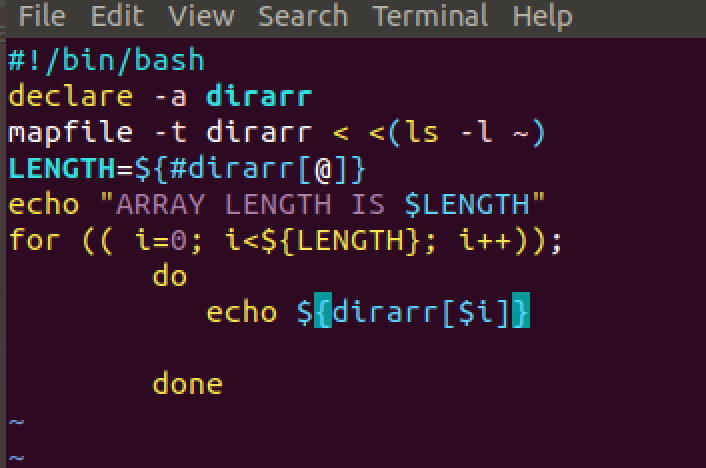 File Edit View Search Terminal Help
#!/bin/bash
declare -a dirarr
mapfile -t dirarr < <(ls -l ~)
LENGTH=${#dirarr[@]}
echo "ARRAY LENGTH IS $LENGTH"
for (( i=0; i<${LENGTH}; i++));
do
echo ${dirarr[$i]}
done
~
~